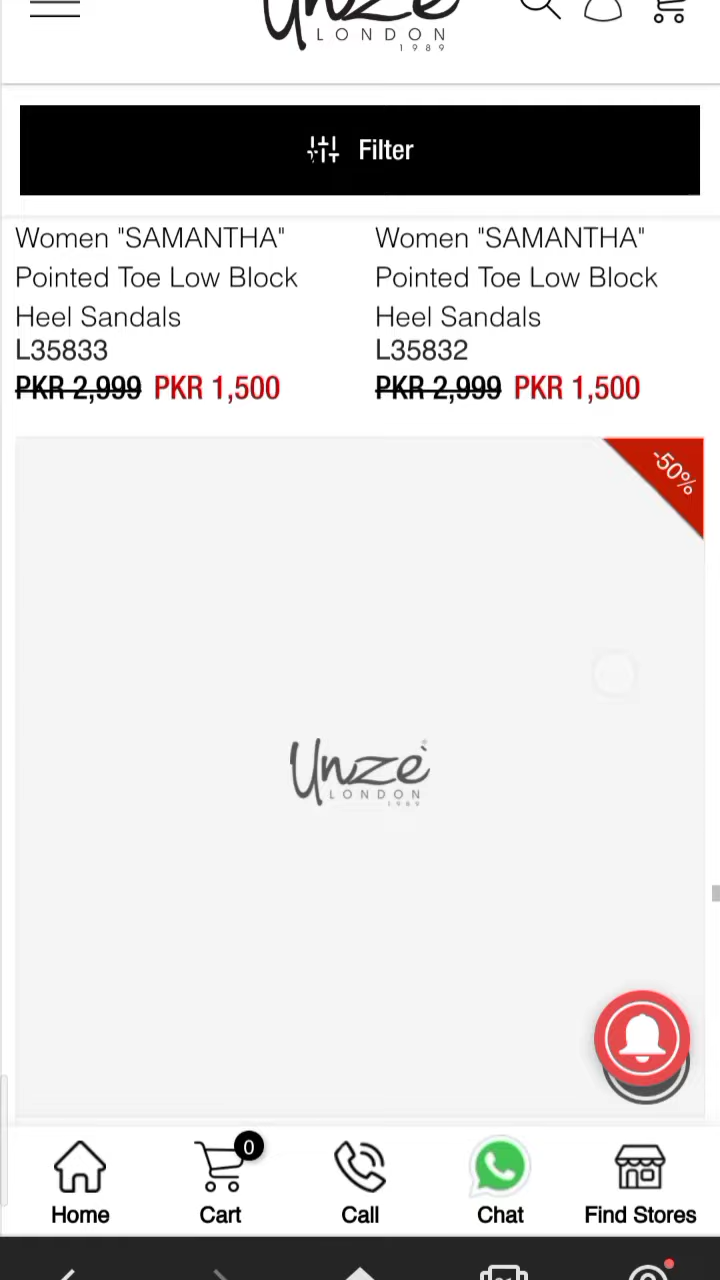 Unze
LONDON
1989
Filter
Women "SAMANTHA"
Pointed Toe Low Block
Heel Sandals
L35833
PKR 2,999 PKR 1,500
Women "SAMANTHA"
Pointed Toe Low Block
Heel Sandals
L35832
PKR 2,999 PKR 1,500
-50%
Unze
LONDON
1989
0
Home
Cart
Call
Chat
Find Stores